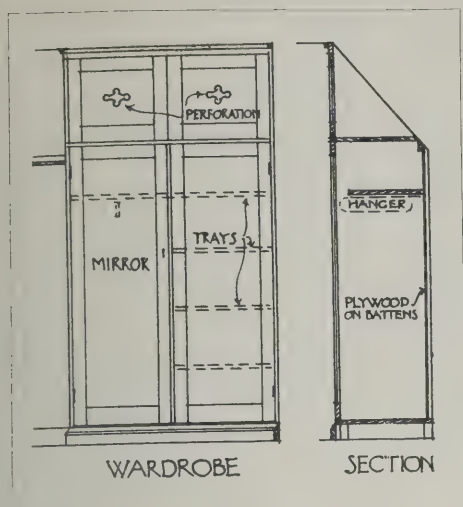 PERFORATION
TRAYS
MIRROR
HANGER
PLYWOOD
ON BATTENS
WARDROBE
SECTION